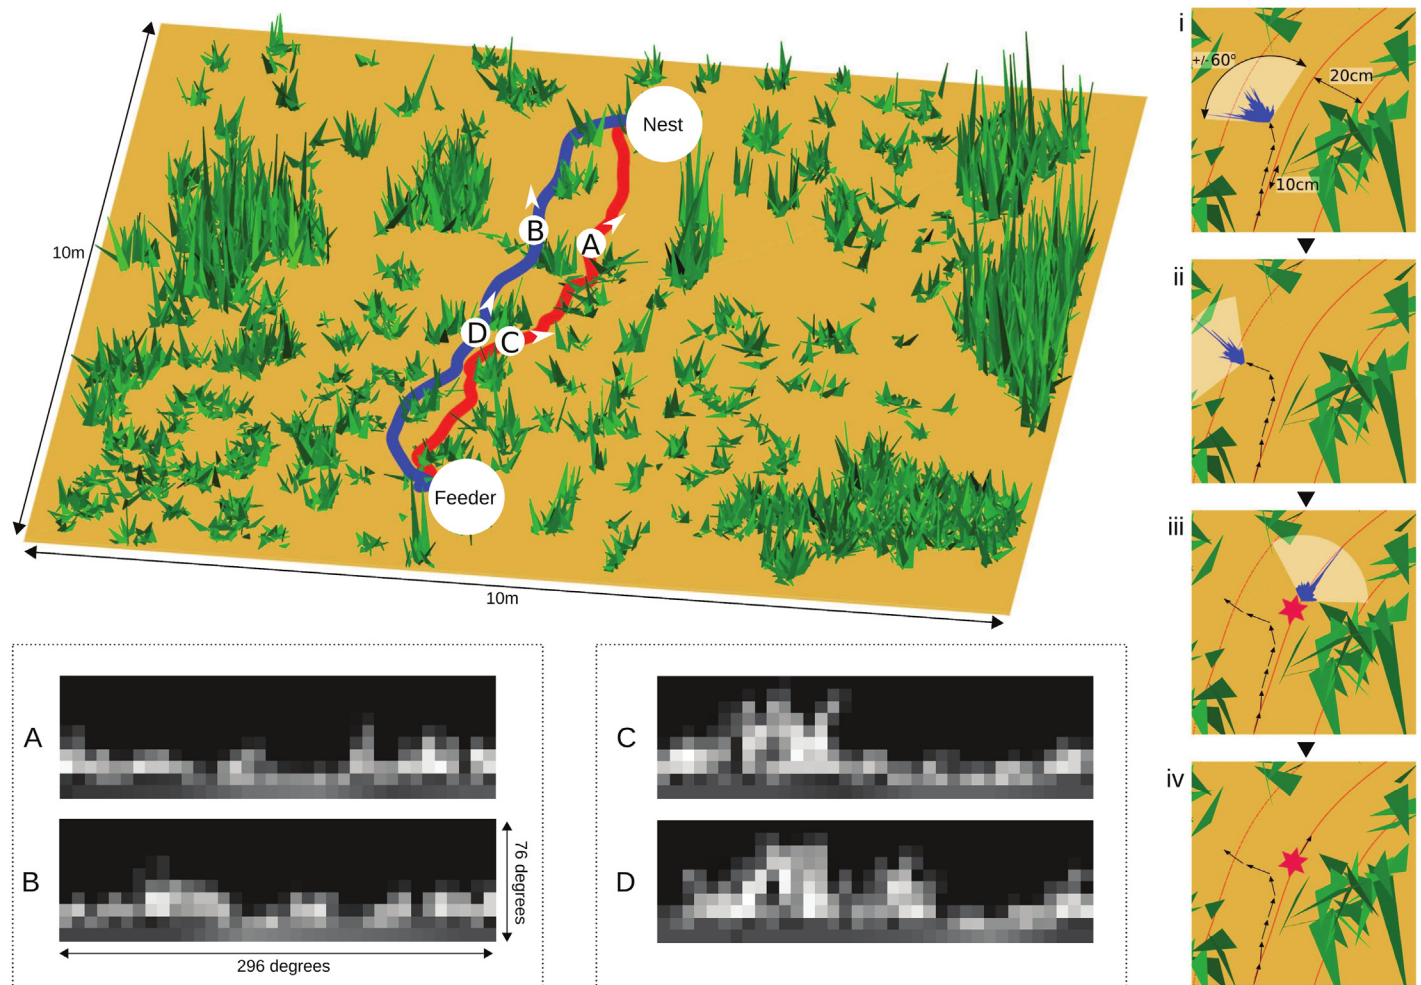 10m
10m
Nest
B
A
D
C
Feeder
A
B
76 degrees
296 degrees
C
D
i
+/-60°
20cm
10cm
ii
iii
iv